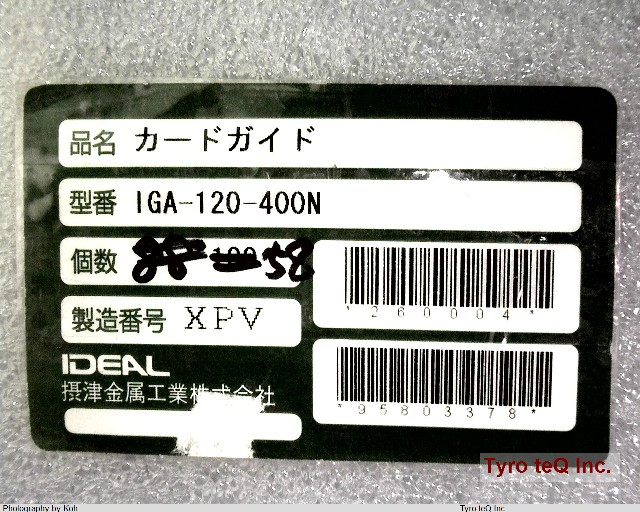 品名 カードガイド
型番 IGA-120-400N
個数 100 58
*260004*
製造番号 XPV
IDEAL
摂津金属工業株式会社
*95803378*
Tyro teQ Inc.
Photography by Koh
Tyro teQ Inc